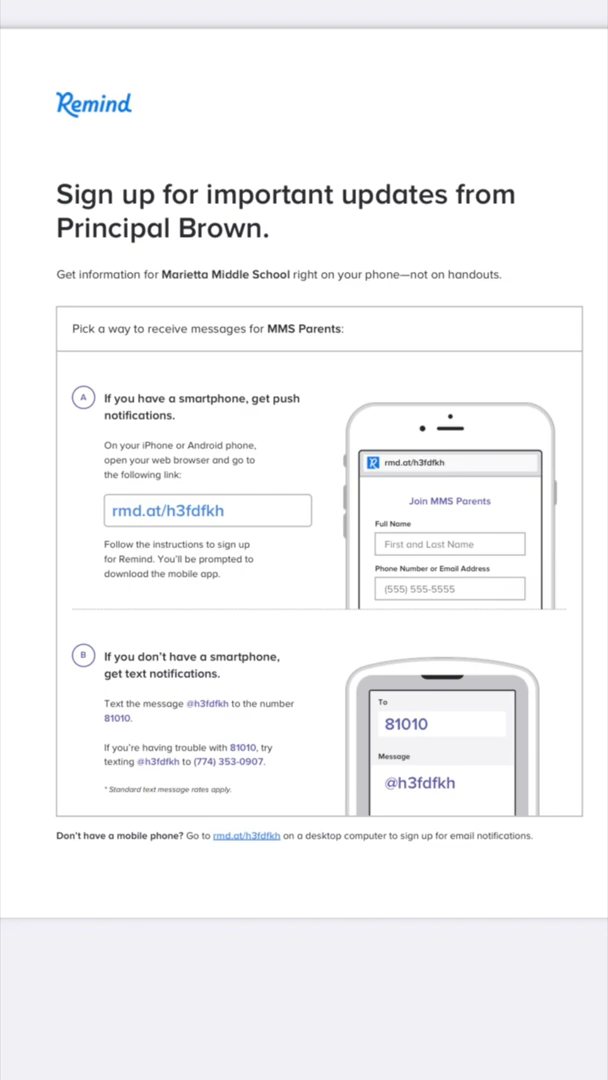 Remind
Sign up for important updates from
Principal Brown.
Get information for Marietta Middle School right on your phone—not on handouts.
Pick a way to receive messages for MMS Parents:
A
If you have a smartphone, get push
notifications.
On your iPhone or Android phone,
open your web browser and go to
the following link:
rmd.at/h3fdfkh
Follow the instructions to sign up
for Remind. You'll be prompted to
download the mobile app.
rmd.at/h3fdfkh
Join MMS Parents
Full Name
First and Last Name
Phone Number or Email Address
(555) 555-5555
B
If you don't have a smartphone,
get text notifications.
Text the message @h3fdfkh to the number
81010.
If you're having trouble with 81010, try
texting @h3fdfkh to (774) 353-0907.
* Standard text message rates apply.
To
81010
Message
@h3fdfkh
Don't have a mobile phone? Go to rmd.at/h3fdfkh on a desktop computer to sign up for email notifications.